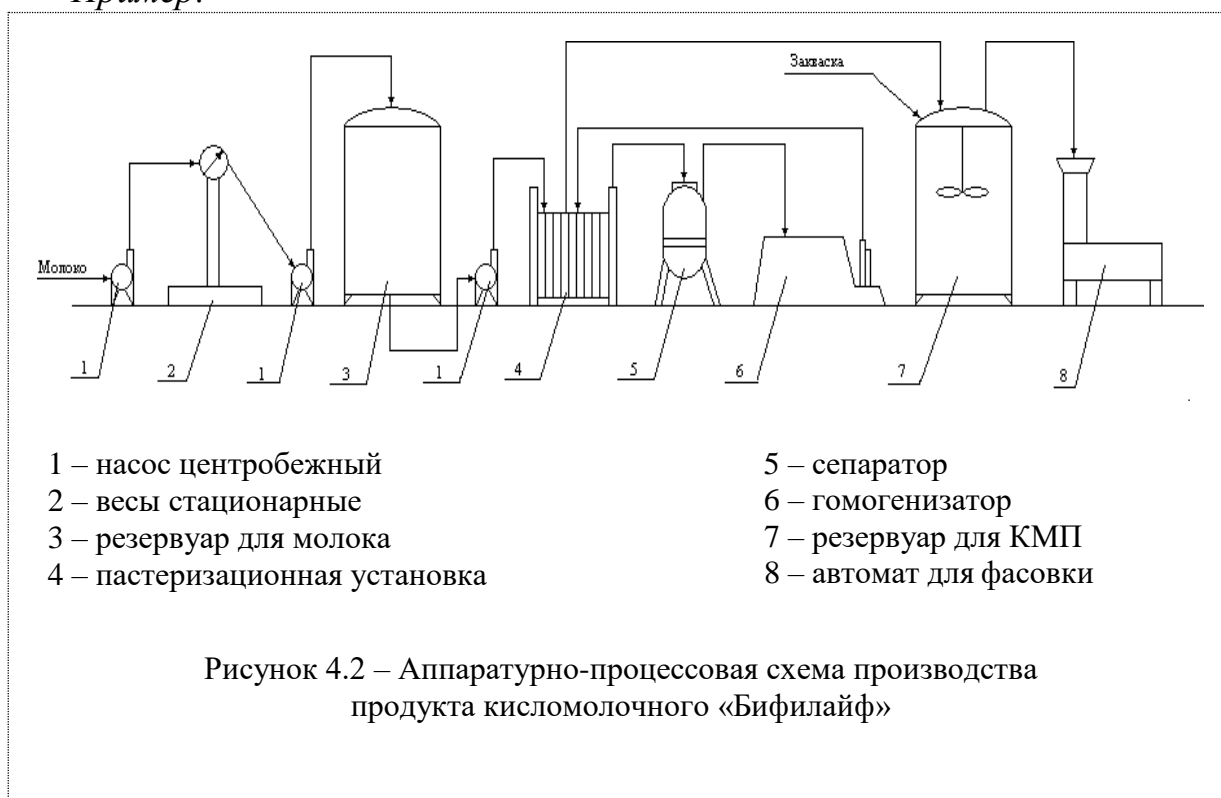 Пример:
Закваска
Молоко
1 2 1 3 1 4 5 6 7 8
1 – насос центробежный
2 – весы стационарные
3 – резервуар для молока
4 – пастеризационная установка
5 – сепаратор
6 – гомогенизатор
7 – резервуар для КМП
8 – автомат для фасовки
Рисунок 4.2 – Аппаратурно-процессовая схема производства
продукта кисломолочного «Бифилайф»